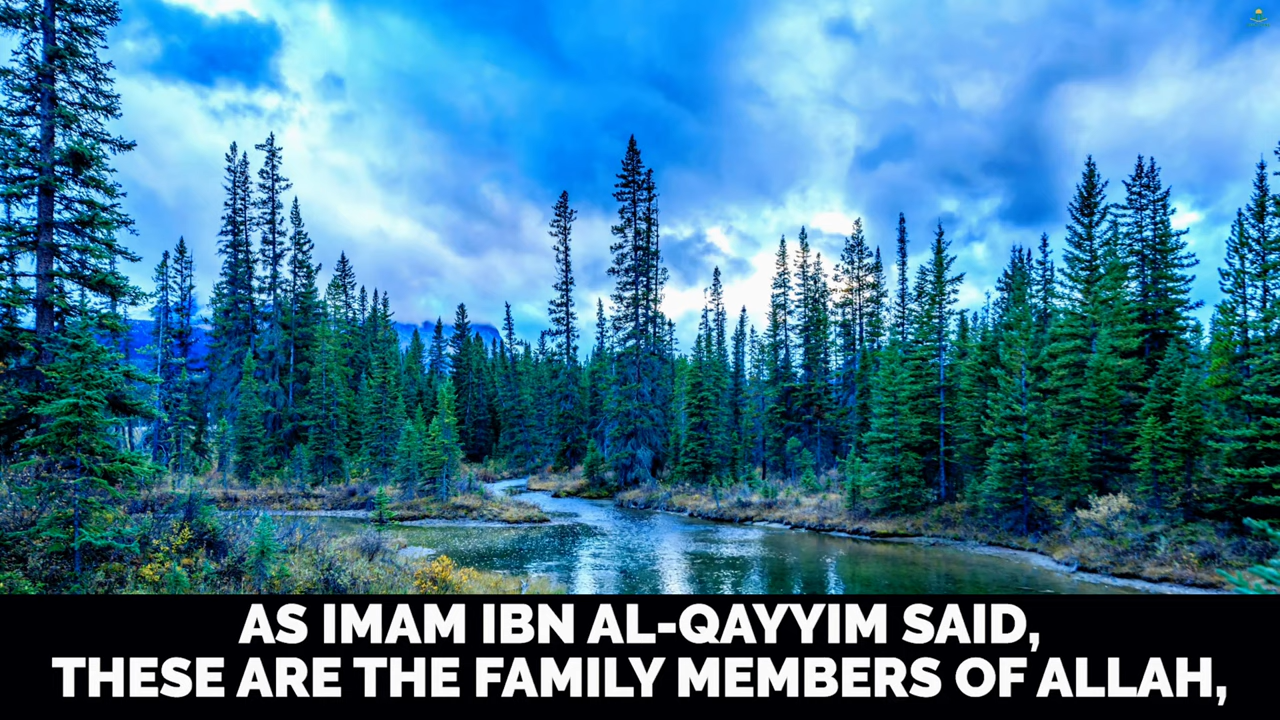 AS IMAM IBN AL-QAYYIM SAID,
THESE ARE THE FAMILY MEMBERS OF ALLAH,